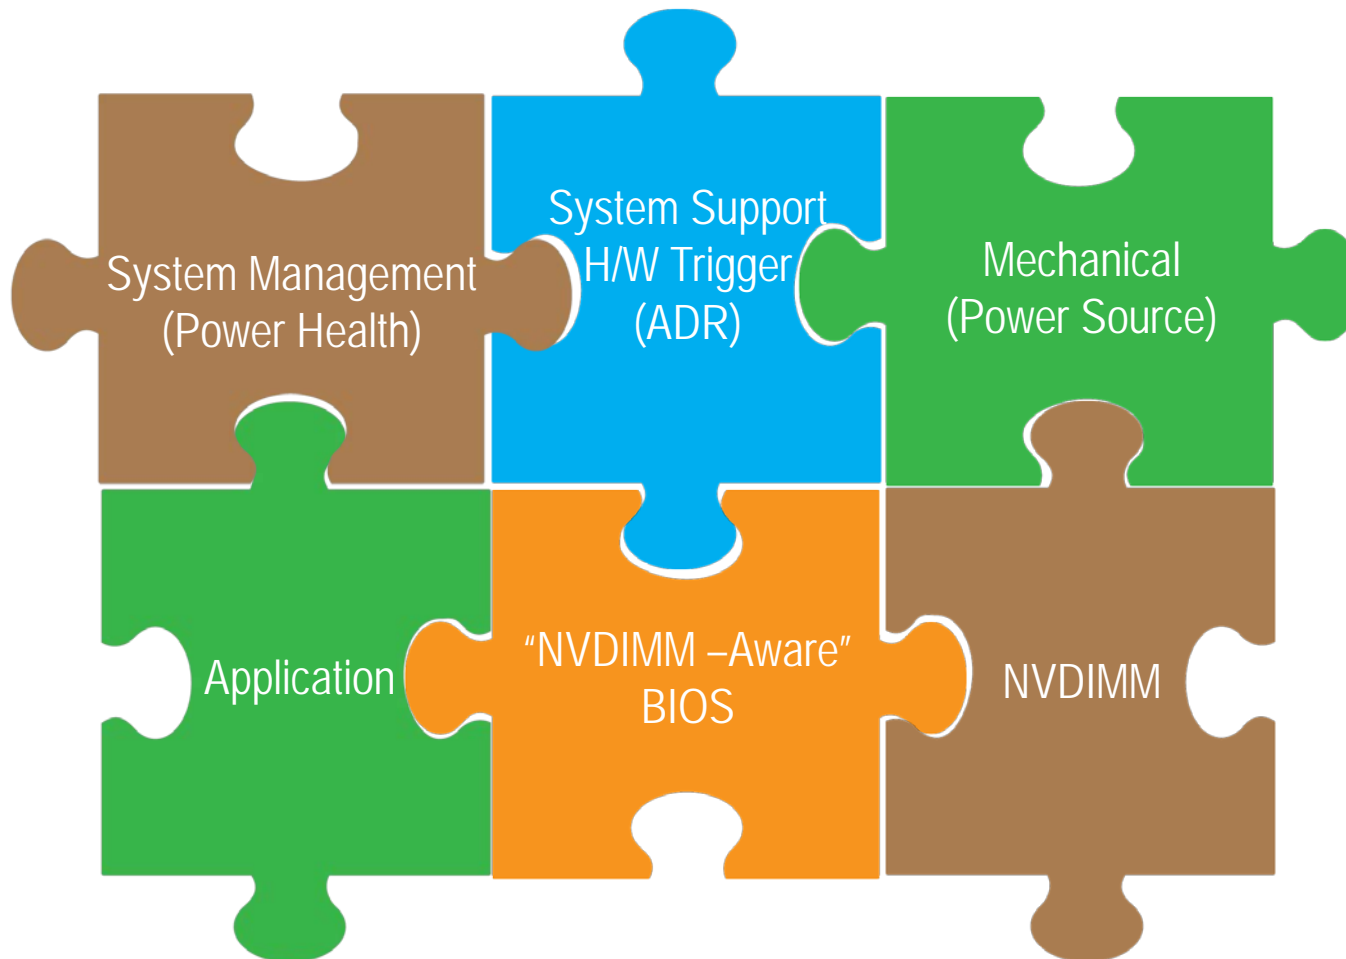 System Management
(Power Health)
System Support
H/W Trigger
(ADR)
Mechanical
(Power Source)
Application
“NVDIMM –Aware”
BIOS
NVDIMM